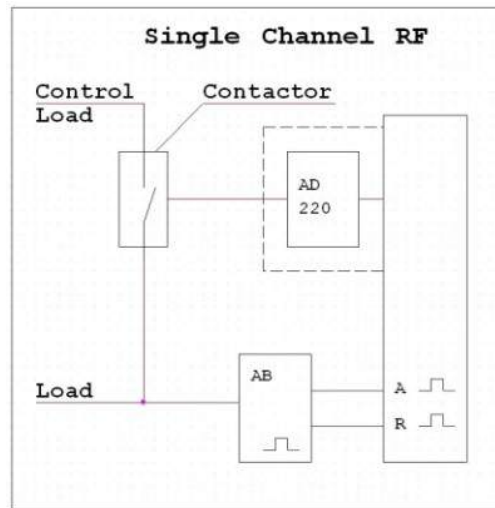 Single Channel RF
Control
Load
Contactor
AD
220
Load
AB
A
R